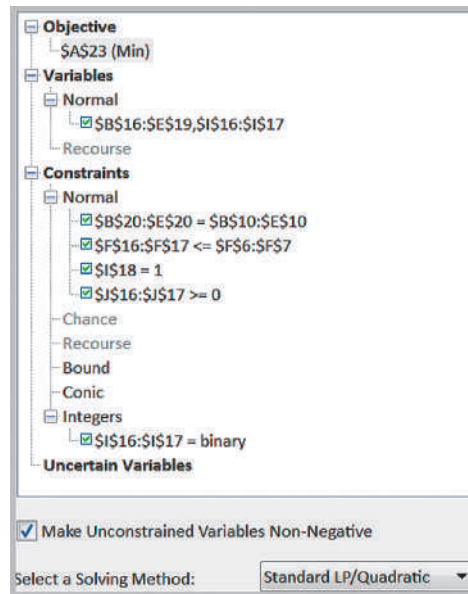 Objective
$A$23 (Min)
Variables
Normal
$B$16:$E$19,$I$16:$I$17
Recourse
Constraints
Normal
$B$20:$E$20 = $B$10:$E$10
$F$16:$F$17 <= $F$6:$F$7
$I$18 = 1
$J$16:$J$17 >= 0
Chance
Recourse
Bound
Conic
Integers
$I$16:$I$17 = binary
Uncertain Variables
Make Unconstrained Variables Non-Negative
Select a Solving Method: Standard LP/Quadratic